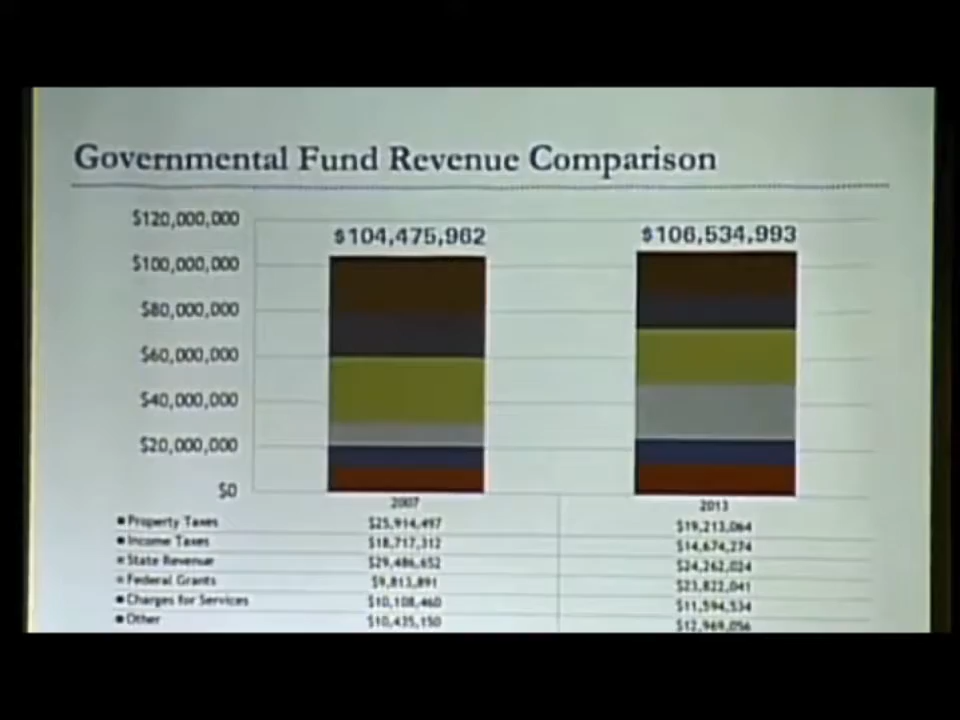 Governmental Fund Revenue Comparison
$120,000,000
$104,475,962 $106,534,993
$100,000,000
$80,000,000
$60,000,000
$40,000,000
$20,000,000
$0
2007 2013
Property Taxes $25,914,497 $19,213,064
Income Taxes $18,717,312 $14,674,274
State Revenue $29,486,652 $24,262,024
Federal Grants $9,813,891 $23,822,041
Charges for Services $10,108,460 $11,594,534
Other $10,435,150 $12,969,056